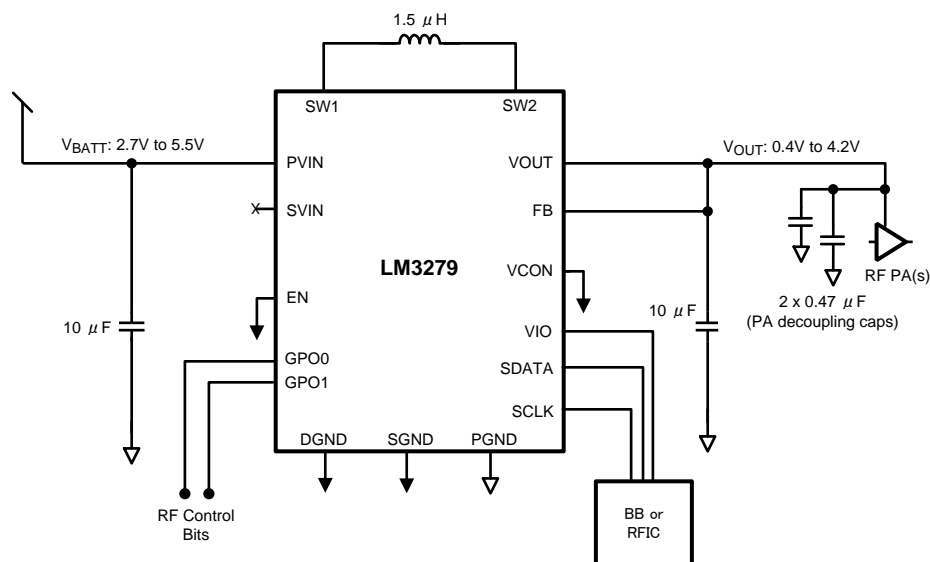 1.5 μH
SW1
SW2
VBATT: 2.7V to 5.5V
PVIN
VOUT
VOUT: 0.4V to 4.2V
X
SVIN
FB
LM3279
VCON
RF PA(s)
EN
2 x 0.47 μF
(PA decoupling caps)
10 μF
10 μF
VIO
GPO0
SDATA
GPO1
SCLK
DGND
SGND
PGND
RF Control
Bits
BB or
RFIC